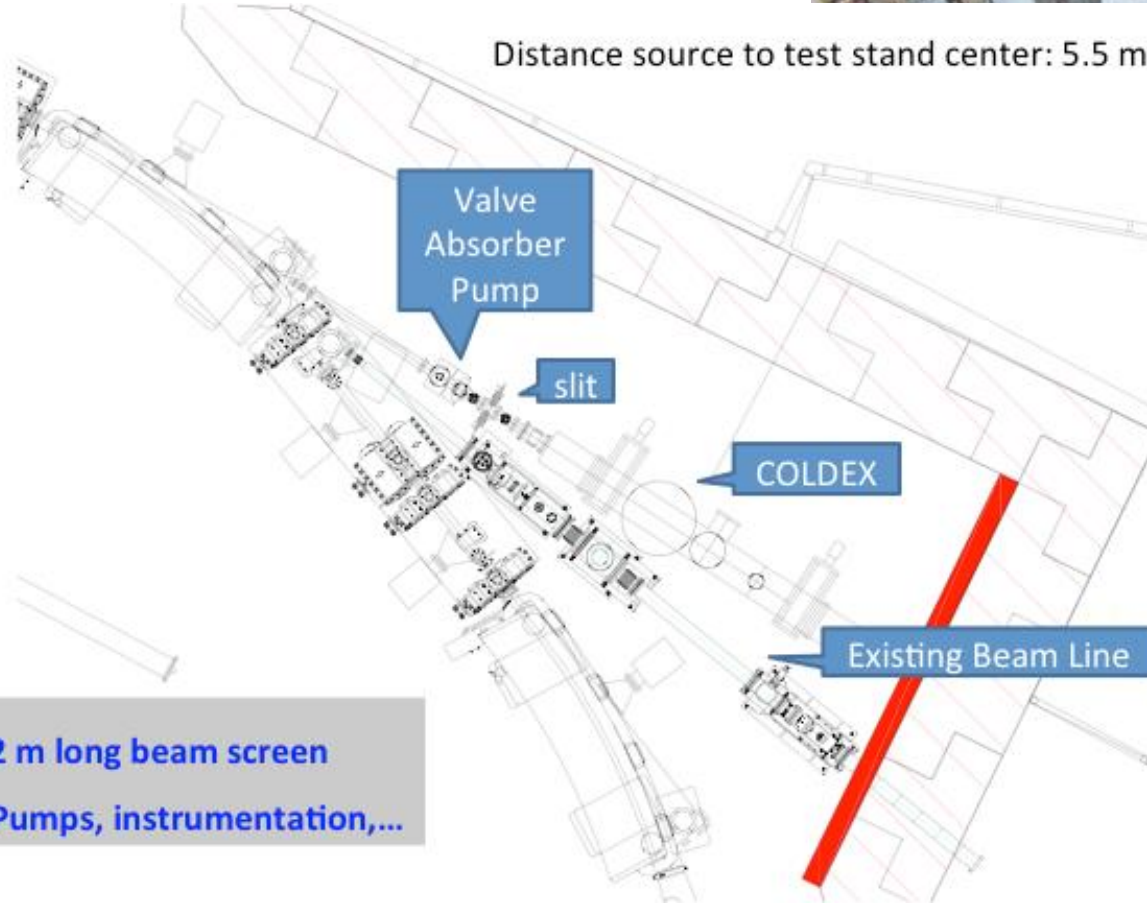 Distance source to test stand center: 5.5 m
Valve
Absorber
Pump
slit
COLDEX
Existing Beam Line
2 m long beam screen
Pumps, instrumentation,...